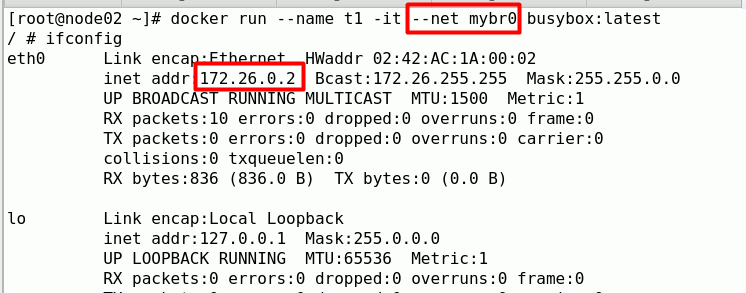 [root@node02 ~]# docker run --name t1 -it --net mybr0 busybox:latest
/ # ifconfig
eth0      Link encap:Ethernet  HWaddr 02:42:AC:1A:00:02
          inet addr:172.26.0.2  Bcast:172.26.255.255  Mask:255.255.0.0
          UP BROADCAST RUNNING MULTICAST  MTU:1500  Metric:1
          RX packets:10 errors:0 dropped:0 overruns:0 frame:0
          TX packets:0 errors:0 dropped:0 overruns:0 carrier:0
          collisions:0 txqueuelen:0
          RX bytes:836 (836.0 B)  TX bytes:0 (0.0 B)
lo        Link encap:Local Loopback
          inet addr:127.0.0.1  Mask:255.0.0.0
          UP LOOPBACK RUNNING  MTU:65536  Metric:1
          RX packets:0 errors:0 dropped:0 overruns:0 frame:0